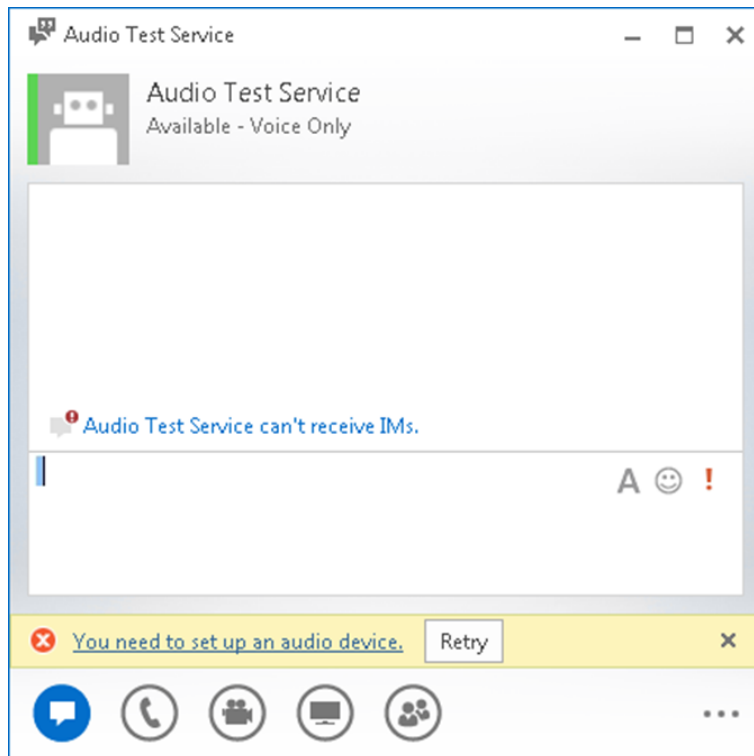 Audio Test Service
Audio Test Service
Available - Voice Only
Audio Test Service can't receive IMs.
A !
You need to set up an audio device. Retry